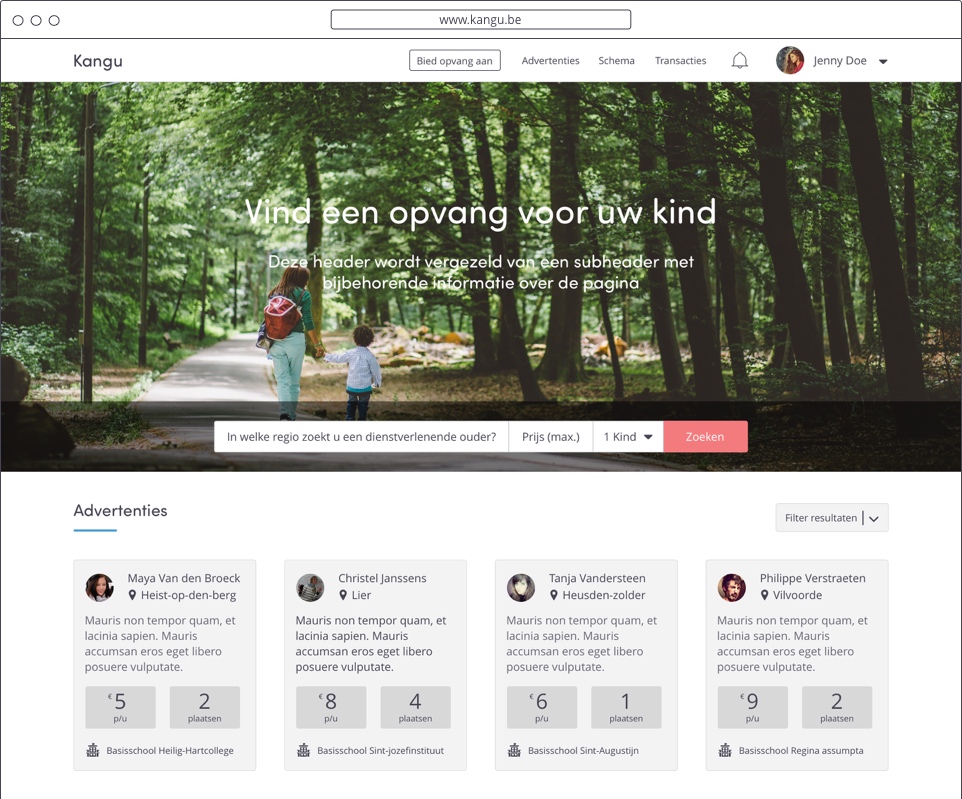 www.kangu.be
Kangu
Bied opvang aan
Advertenties
Schema
Transacties
Jenny Doe
Vind een opvang voor uw kind
Deze header wordt vergezeld van een subheader met
bijbehorende informatie over de pagina
In welke regio zoekt u een dienstverlenende ouder?
Prijs (max.)
1 Kind
Zoeken
Advertenties
Filter resultaten
Maya Van den Broeck
Heist-op-den-berg
Mauris non tempor quam, et
lacinia sapien. Mauris
accumsan eros eget libero
posuere vulputate.
€5
p/u
2
plaatsen
Basisschool Heilig-Hartcollege
Christel Janssens
Lier
Mauris non tempor quam, et
lacinia sapien. Mauris
accumsan eros eget libero
posuere vulputate.
€8
p/u
4
plaatsen
Basisschool Sint-jozefinstituut
Tanja Vandersteen
Heusden-zolder
Mauris non tempor quam, et
lacinia sapien. Mauris
accumsan eros eget libero
posuere vulputate.
€6
p/u
1
plaatsen
Basisschool Sint-Augustijn
Philippe Verstraeten
Vilvoorde
Mauris non tempor quam, et
lacinia sapien. Mauris
accumsan eros eget libero
posuere vulputate.
€9
p/u
2
plaatsen
Basisschool Regina assumpta